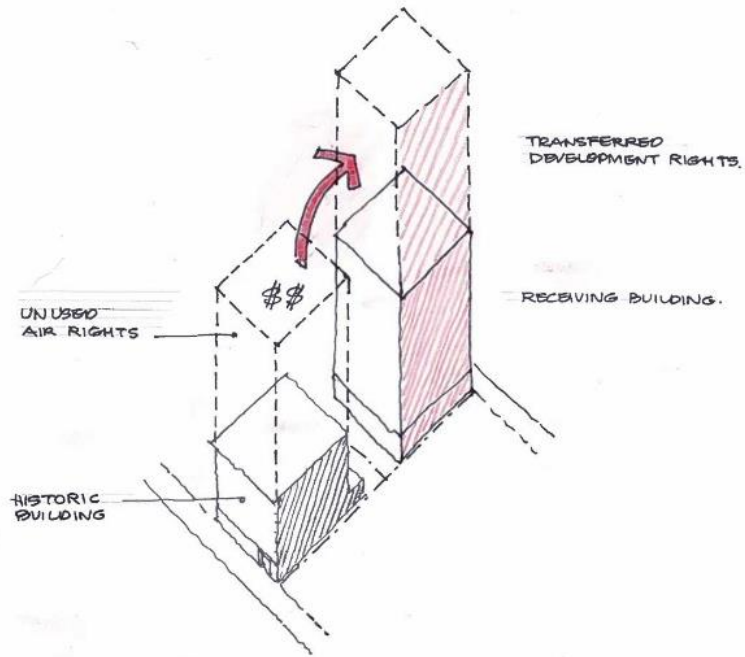 TRANSFERRED
DEVELOPMENT RIGHTS.
$$
RECEIVING BUILDING.
UNUSED
AIR RIGHTS
HISTORIC
BUILDING